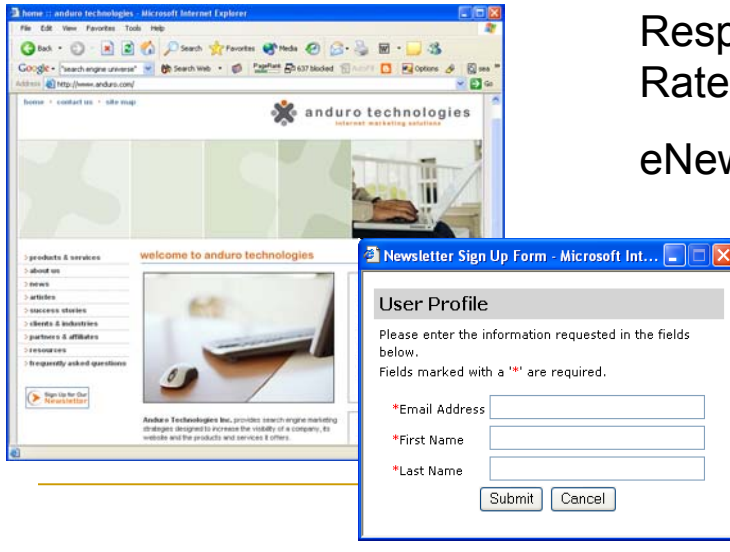 home :: anduro technologies - Microsoft Internet Explorer
File Edit View Favorites Tools Help
Back Search Favorites Media
Google "search engine universe" Search Web PageRank 637 blocked AutoFill Options
Address http://www.anduro.com/ Go
home · contact us · site map
anduro technologies
internet marketing solutions
> products & services
> about us
> news
> articles
> success stories
> clients & industries
> partners & affiliates
> resources
> frequently asked questions
Sign Up for Our
Newsletter
welcome to anduro technologies
Anduro Technologies Inc. provides search engine marketing
strategies designed to increase the visibility of a company, its
website and the products and services it offers.
Resp
Rate
eNew
Newsletter Sign Up Form - Microsoft Int...
User Profile
Please enter the information requested in the fields
below.
Fields marked with a '*' are required.
*Email Address
*First Name
*Last Name
Submit Cancel